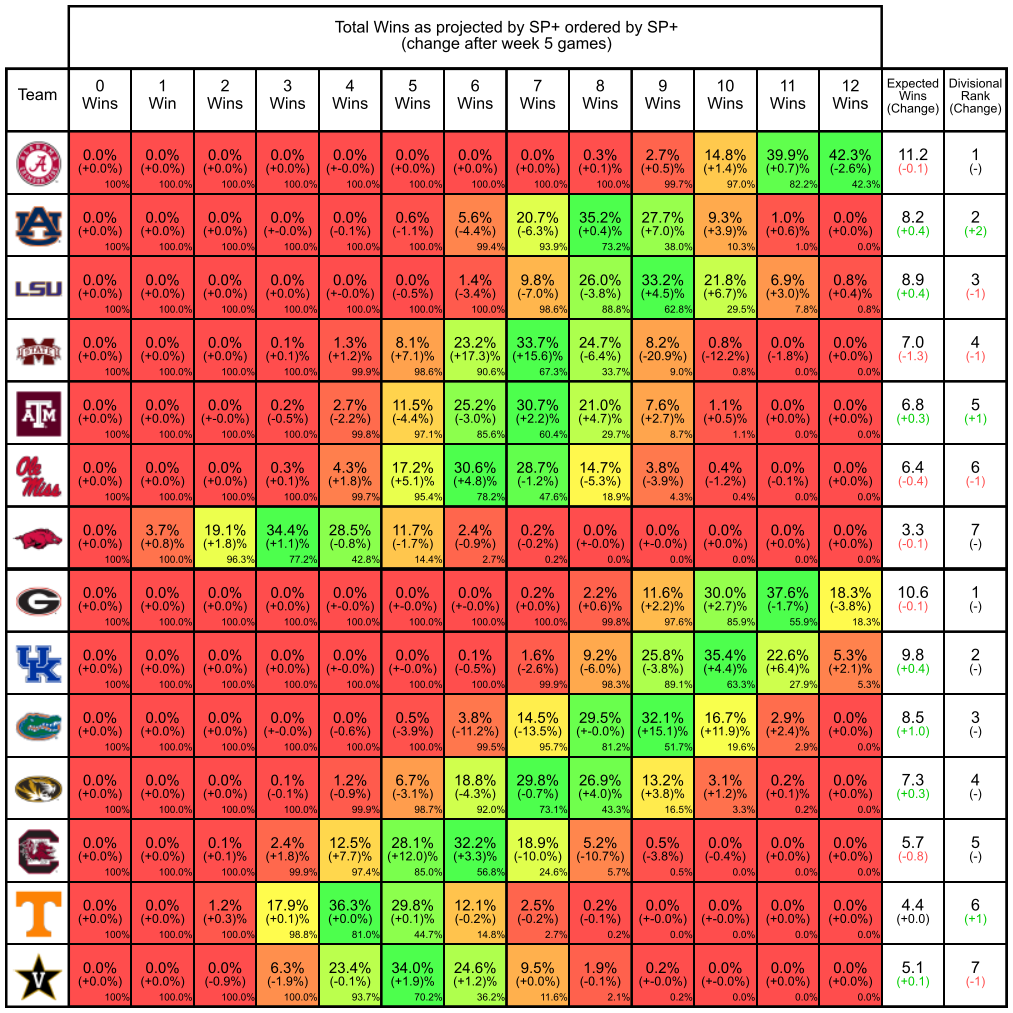 Total Wins as projected by SP+ ordered by SP+
(change after week 5 games)
Team 0 Wins 1 Win 2 Wins 3 Wins 4 Wins 5 Wins 6 Wins 7 Wins 8 Wins 9 Wins 10 Wins 11 Wins 12 Wins Expected Wins (Change) Divisional Rank (Change)
A
0.0% 0.0% 0.0% 0.0% 0.0% 0.0% 0.0% 0.0% 0.3% 2.7% 14.8% 39.9% 42.3% 11.2 1
(+0.0%) (+0.0%) (+0.0%) (+0.0%) (+-0.0%) (+0.0%) (+0.0%) (+0.0%) (+0.1%) (+0.5)% (+1.4)% (+0.7)% (-2.6)% (-0.1) (-)
100% 100.0% 100.0% 100.0% 100.0% 100.0% 100.0% 100.0% 100.0% 99.7% 97.0% 82.2% 42.3%
AU
0.0% 0.0% 0.0% 0.0% 0.0% 0.6% 5.6% 20.7% 35.2% 27.7% 9.3% 1.0% 0.0% 8.2 2
(+0.0%) (+0.0%) (+0.0%) (+-0.0%) (-0.1%) (-1.1%) (-4.4%) (-6.3%) (+0.4)% (+7.0)% (+3.9)% (+0.6)% (+0.0%) (+0.4) (+2)
100% 100.0% 100.0% 100.0% 100.0% 100.0% 99.4% 93.9% 73.2% 38.0% 10.3% 1.0% 0.0%
LSU
0.0% 0.0% 0.0% 0.0% 0.0% 0.0% 1.4% 9.8% 26.0% 33.2% 21.8% 6.9% 0.8% 8.9 3
(+0.0%) (+0.0%) (+0.0%) (+0.0%) (+-0.0%) (-0.5%) (-3.4%) (-7.0%) (-3.8%) (+4.5)% (+6.7)% (+3.0)% (+0.4)% (+0.4) (-1)
100% 100.0% 100.0% 100.0% 100.0% 100.0% 100.0% 98.6% 88.8% 62.8% 29.5% 7.8% 0.8%
STATE
0.0% 0.0% 0.0% 0.1% 1.3% 8.1% 23.2% 33.7% 24.7% 8.2% 0.8% 0.0% 0.0% 7.0 4
(+0.0%) (+0.0%) (+0.0%) (+0.1)% (+1.2)% (+7.1)% (+17.3)% (+15.6)% (-6.4%) (-20.9%) (-12.2%) (-1.8%) (+0.0%) (-1.3) (-1)
100% 100.0% 100.0% 100.0% 99.9% 98.6% 90.6% 67.3% 33.7% 9.0% 0.8% 0.0% 0.0%
ATM
0.0% 0.0% 0.0% 0.2% 2.7% 11.5% 25.2% 30.7% 21.0% 7.6% 1.1% 0.0% 0.0% 6.8 5
(+0.0%) (+0.0%) (+-0.0%) (-0.5%) (-2.2%) (-4.4%) (-3.0%) (+2.2)% (+4.7)% (+2.7)% (+0.5)% (+0.0%) (+0.0%) (+0.3) (+1)
100% 100.0% 100.0% 100.0% 99.8% 97.1% 85.6% 60.4% 29.7% 8.7% 1.1% 0.0% 0.0%
Ole Miss
0.0% 0.0% 0.0% 0.3% 4.3% 17.2% 30.6% 28.7% 14.7% 3.8% 0.4% 0.0% 0.0% 6.4 6
(+0.0%) (+0.0%) (+0.0%) (+0.1)% (+1.8)% (+5.1)% (+4.8)% (-1.2%) (-5.3%) (-3.9%) (-1.2%) (-0.1%) (+0.0%) (-0.4) (-1)
100% 100.0% 100.0% 100.0% 99.7% 95.4% 78.2% 47.6% 18.9% 4.3% 0.4% 0.0% 0.0%
0.0% 3.7% 19.1% 34.4% 28.5% 11.7% 2.4% 0.2% 0.0% 0.0% 0.0% 0.0% 0.0% 3.3 7
(+0.0%) (+0.8)% (+1.8)% (+1.1)% (-0.8%) (-1.7%) (-0.9%) (-0.2%) (+-0.0%) (+-0.0%) (+0.0%) (+0.0%) (+0.0%) (-0.1) (-)
100% 100.0% 96.3% 77.2% 42.8% 14.4% 2.7% 0.2% 0.0% 0.0% 0.0% 0.0% 0.0%
G
0.0% 0.0% 0.0% 0.0% 0.0% 0.0% 0.0% 0.2% 2.2% 11.6% 30.0% 37.6% 18.3% 10.6 1
(+0.0%) (+0.0%) (+0.0%) (+0.0%) (+-0.0%) (+-0.0%) (+-0.0%) (+0.0%) (+0.6)% (+2.2)% (+2.7)% (-1.7)% (-3.8%) (-0.1) (-)
100% 100.0% 100.0% 100.0% 100.0% 100.0% 100.0% 100.0% 99.8% 97.6% 85.9% 55.9% 18.3%
UK
0.0% 0.0% 0.0% 0.0% 0.0% 0.0% 0.1% 1.6% 9.2% 25.8% 35.4% 22.6% 5.3% 9.8 2
(+0.0%) (+0.0%) (+0.0%) (+0.0%) (+-0.0%) (+-0.0%) (-0.5%) (-2.6%) (-6.0%) (-3.8%) (+4.4)% (+6.4)% (+2.1)% (+0.4) (-)
100% 100.0% 100.0% 100.0% 100.0% 100.0% 100.0% 99.9% 98.3% 89.1% 63.3% 27.9% 5.3%
0.0% 0.0% 0.0% 0.0% 0.0% 0.5% 3.8% 14.5% 29.5% 32.1% 16.7% 2.9% 0.0% 8.5 3
(+0.0%) (+0.0%) (+0.0%) (+-0.0%) (-0.6%) (-3.9%) (-11.2%) (-13.5%) (+-0.0%) (+15.1)% (+11.9)% (+2.4)% (+0.0%) (+1.0) (-)
100% 100.0% 100.0% 100.0% 100.0% 100.0% 99.5% 95.7% 81.2% 51.7% 19.6% 2.9% 0.0%
0.0% 0.0% 0.0% 0.1% 1.2% 6.7% 18.8% 29.8% 26.9% 13.2% 3.1% 0.2% 0.0% 7.3 4
(+0.0%) (+0.0%) (+0.0%) (-0.1%) (-0.9%) (-3.1%) (-4.3%) (-0.7%) (+4.0)% (+3.8)% (+1.2)% (+0.1)% (+0.0%) (+0.3) (-)
100% 100.0% 100.0% 100.0% 99.9% 98.7% 92.0% 73.1% 43.3% 16.5% 3.3% 0.2% 0.0%
C
0.0% 0.0% 0.1% 2.4% 12.5% 28.1% 32.2% 18.9% 5.2% 0.5% 0.0% 0.0% 0.0% 5.7 5
(+0.0%) (+0.0%) (+0.1)% (+1.8)% (+7.7)% (+12.0)% (+3.3)% (-10.0%) (-10.7%) (-3.8%) (-0.4%) (+0.0%) (+0.0%) (-0.8) (-)
100% 100.0% 100.0% 99.9% 97.4% 85.0% 56.8% 24.6% 5.7% 0.5% 0.0% 0.0% 0.0%
T
0.0% 0.0% 1.2% 17.9% 36.3% 29.8% 12.1% 2.5% 0.2% 0.0% 0.0% 0.0% 0.0% 4.4 6
(+0.0%) (+0.0%) (+0.3)% (+0.1)% (+0.0)% (+0.1)% (-0.2%) (-0.2%) (-0.1%) (+-0.0%) (+-0.0%) (+0.0%) (+0.0%) (+0.0) (+1)
100% 100.0% 100.0% 98.8% 81.0% 44.7% 14.8% 2.7% 0.2% 0.0% 0.0% 0.0% 0.0%
V
0.0% 0.0% 0.0% 6.3% 23.4% 34.0% 24.6% 9.5% 1.9% 0.2% 0.0% 0.0% 0.0% 5.1 7
(+0.0%) (+0.0%) (-0.9%) (-1.9%) (-0.1%) (+1.9)% (+1.2)% (+0.0)% (-0.1%) (+-0.0%) (+-0.0%) (+0.0%) (+0.0%) (+0.1) (-1)
100% 100.0% 100.0% 100.0% 93.7% 70.2% 36.2% 11.6% 2.1% 0.2% 0.0% 0.0% 0.0%